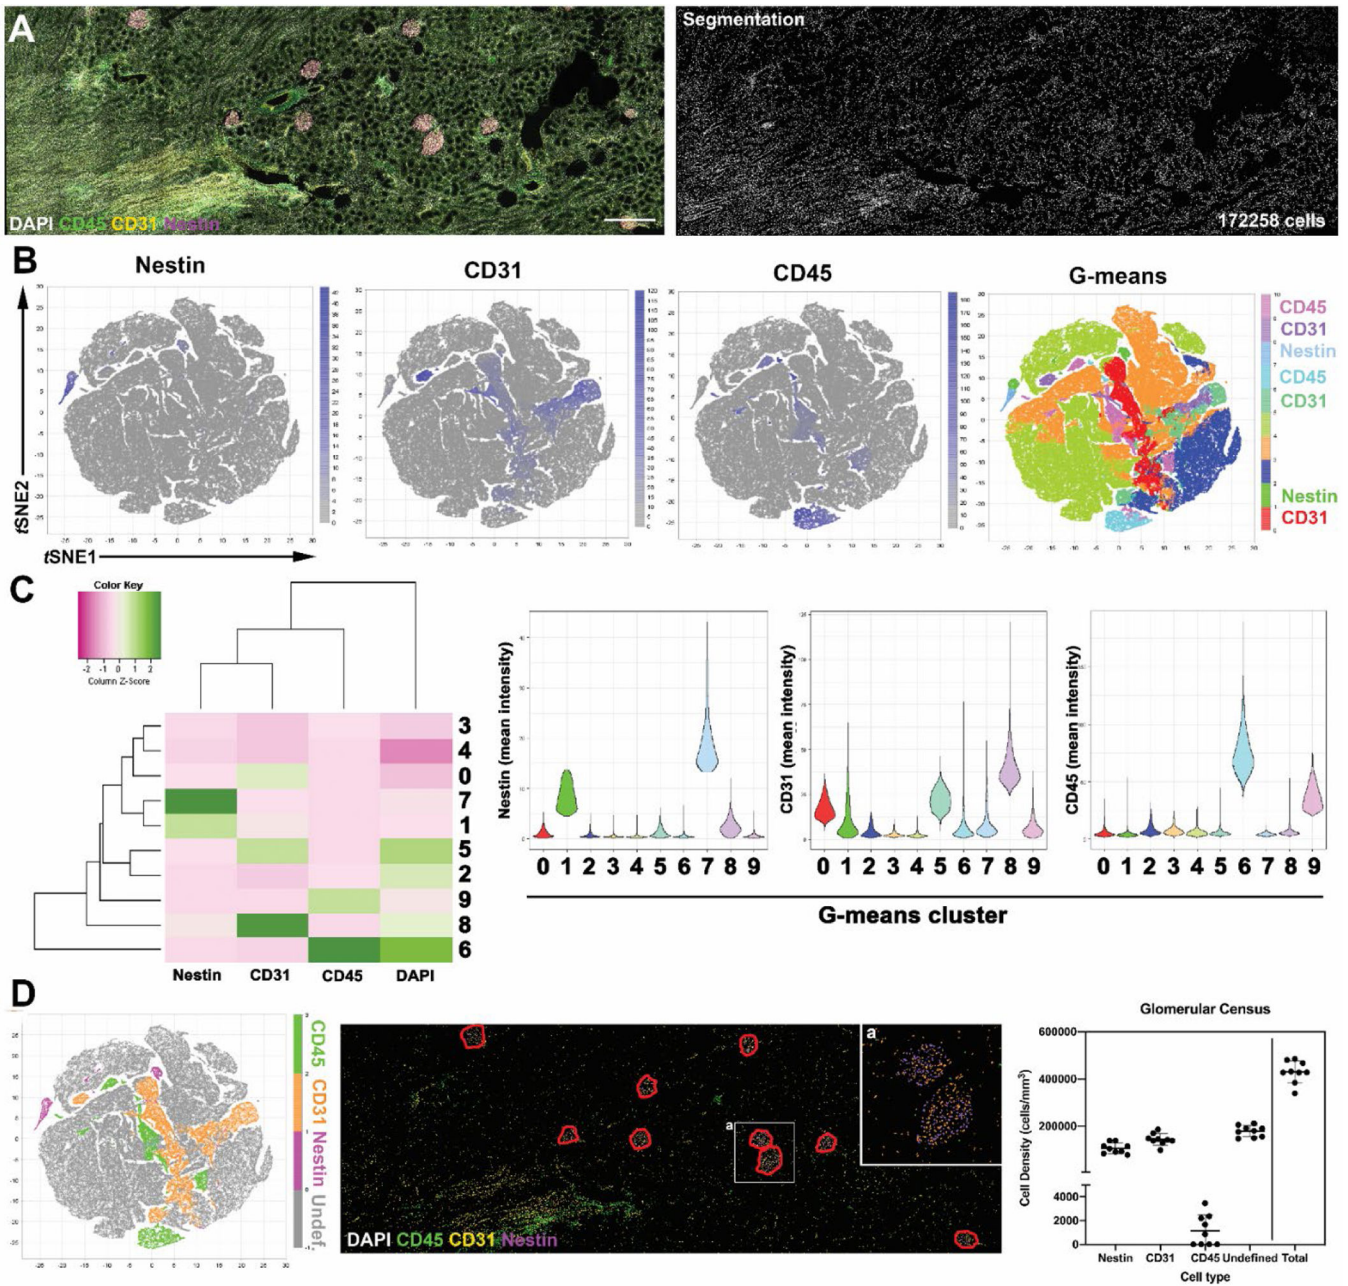 A
Segmentation
DAPI CD45 CD31 Nestin
172258 cells
B
Nestin
CD31
CD45
G-means
CD45
CD31
Nestin
CD45
CD31
Nestin
CD31
tSNE2
tSNE1
C
Color Key
-2 -1 0 1 2
Column Z-Score
3
4
0
7
1
5
2
9
8
6
Nestin CD31 CD45 DAPI
Nestin (mean intensity)
CD31 (mean intensity)
CD45 (mean intensity)
0 1 2 3 4 5 6 7 8 9
0 1 2 3 4 5 6 7 8 9
0 1 2 3 4 5 6 7 8 9
G-means cluster
D
CD45
CD31
Nestin
Undef.
a
a
DAPI CD45 CD31 Nestin
Glomerular Census
Cell Density (cells/mm³)
600000
400000
200000
4000
2000
0
Nestin CD31 CD45 Undefined Total
Cell type